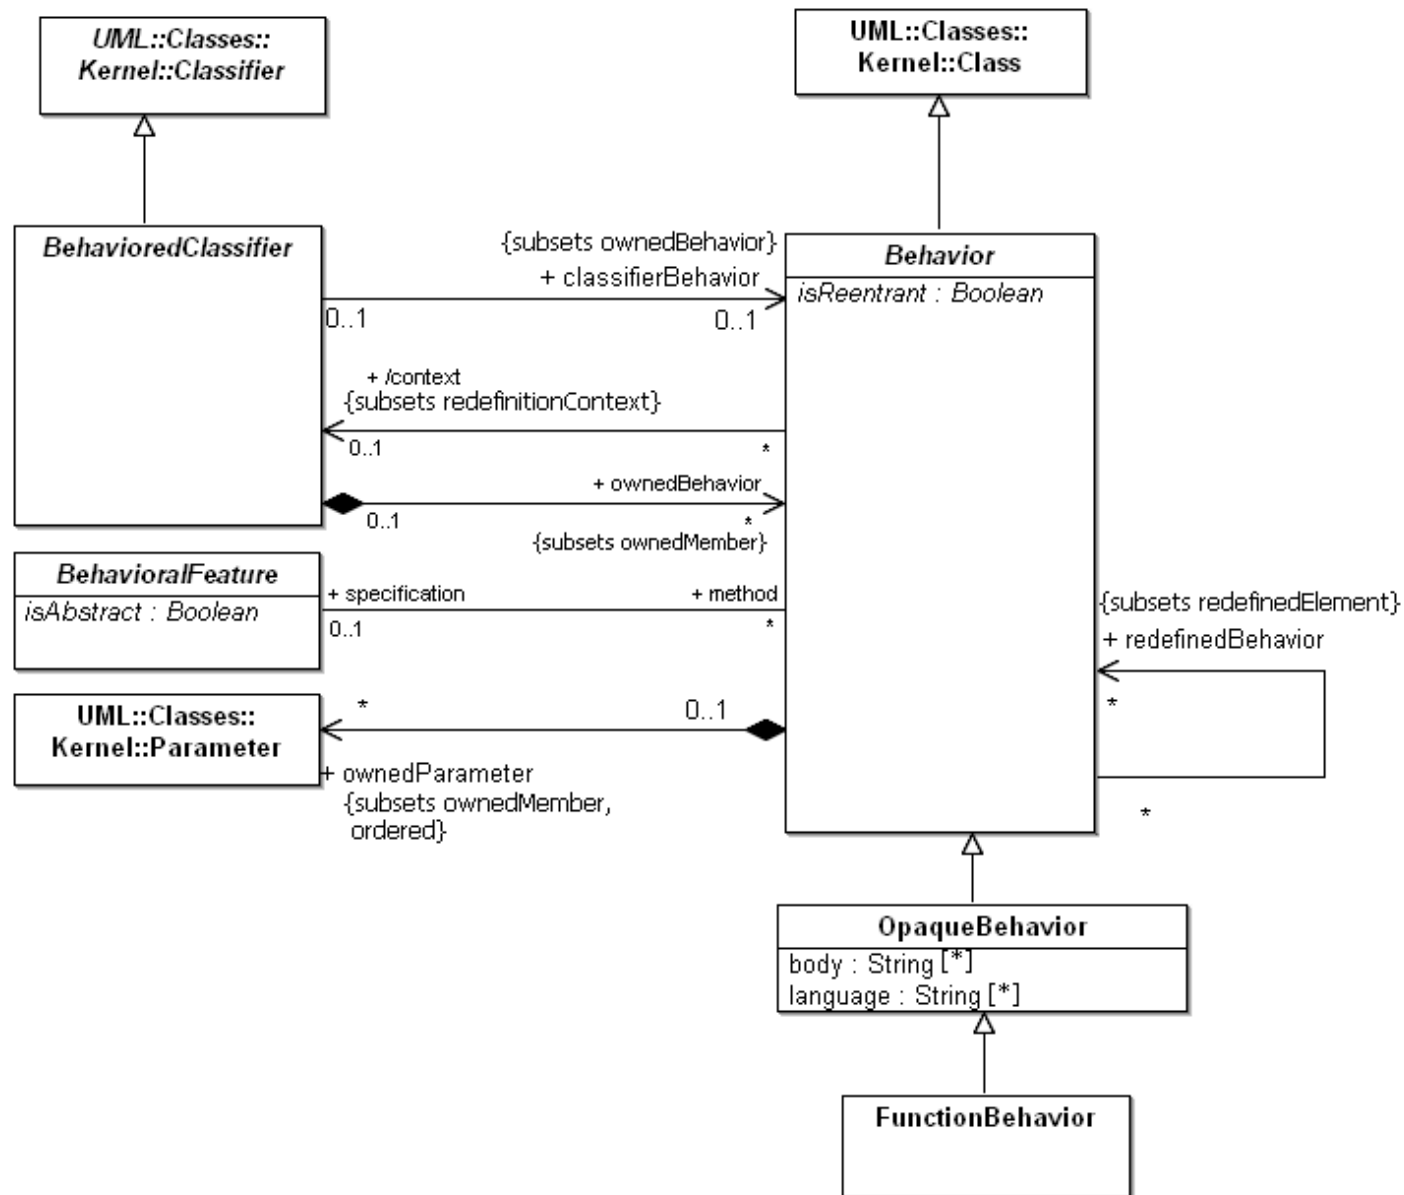 UML::Classes::
Kernel::Classifier
UML::Classes::
Kernel::Class
BehavioredClassifier
{subsets ownedBehavior}
+ classifierBehavior
0..1
0..1
Behavior
isReentrant : Boolean
+ /context
{subsets redefinitionContext}
0..1
*
+ ownedBehavior
0..1
*
{subsets ownedMember}
BehavioralFeature
isAbstract : Boolean
+ specification
+ method
0..1
*
{subsets redefinedElement}
+ redefinedBehavior
*
*
UML::Classes::
Kernel::Parameter
*
0..1
+ ownedParameter
{subsets ownedMember,
ordered}
OpaqueBehavior
body : String [*]
language : String [*]
FunctionBehavior